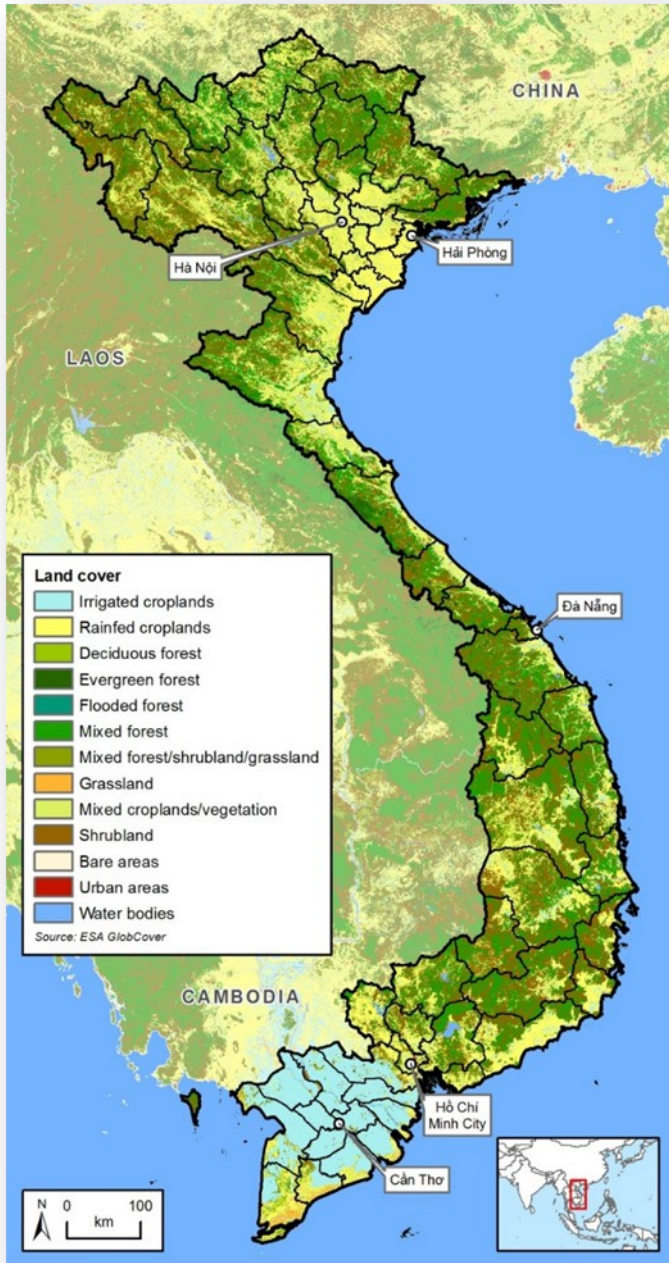 CHINA
Hà Nội
Hải Phòng
LAOS
Land cover
Irrigated croplands
Rainfed croplands
Deciduous forest
Evergreen forest
Flooded forest
Mixed forest
Mixed forest/shrubland/grassland
Grassland
Mixed croplands/vegetation
Shrubland
Bare areas
Urban areas
Water bodies
Source: ESA GlobCover
Đà Nẵng
CAMBODIA
Hồ Chí
Minh City
Cần Thơ
N
0 100
km